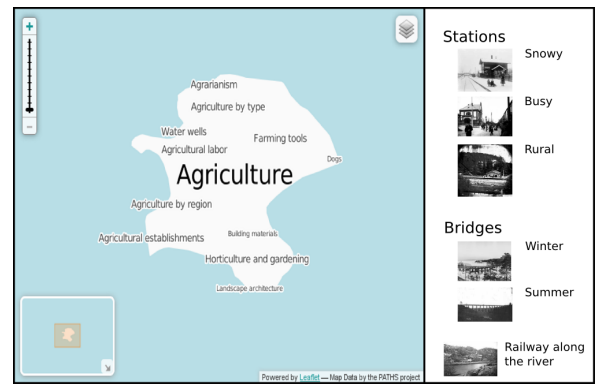 +
−
Agrarianism
Agriculture by type
Water wells
Farming tools
Agricultural labor
Dogs
Agriculture
Agriculture by region
Agricultural establishments
Building materials
Horticulture and gardening
Landscape architecture
Powered by Leaflet — Map Data by the PATHS project
Stations
Snowy
Busy
Rural
Bridges
Winter
Summer
Railway along
the river